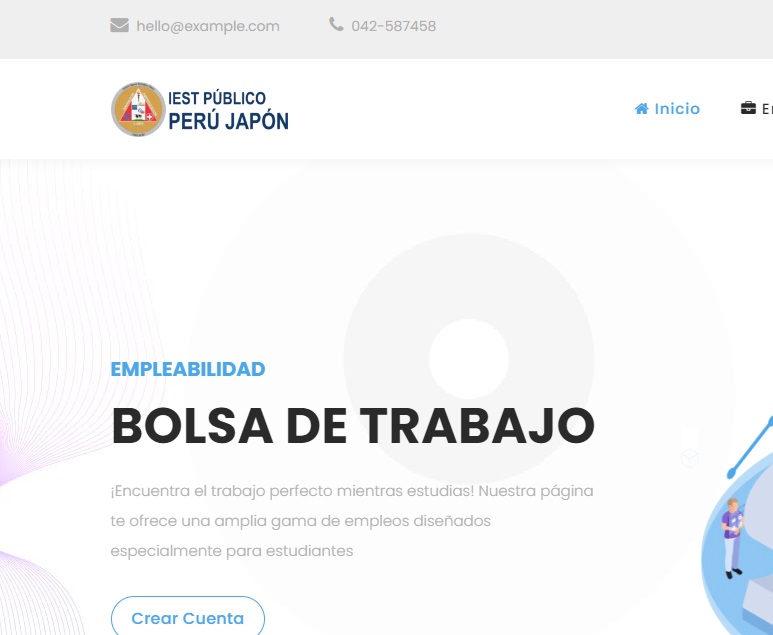 hello@example.com 042-587458
IEST PÚBLICO
PERÚ JAPÓN
Inicio
EMPLEABILIDAD
BOLSA DE TRABAJO
¡Encuentra el trabajo perfecto mientras estudias! Nuestra página
te ofrece una amplia gama de empleos diseñados
especialmente para estudiantes
Crear Cuenta